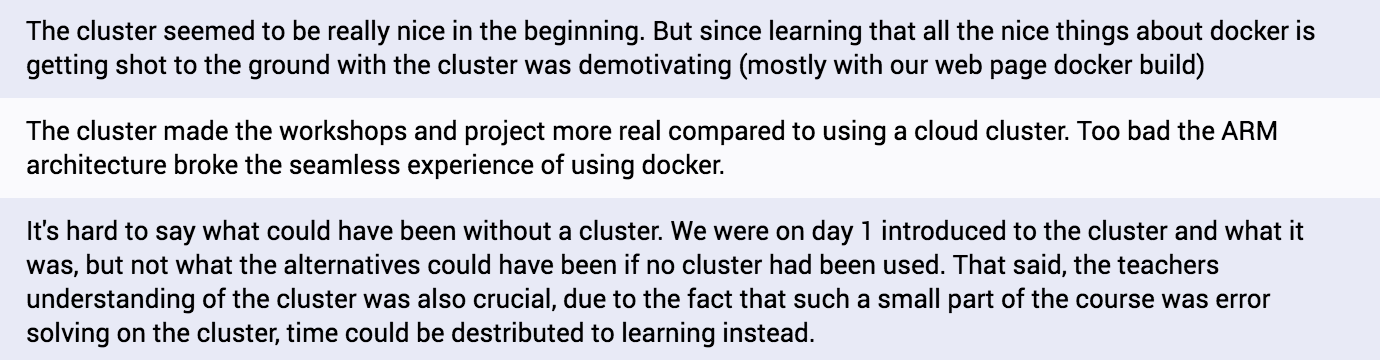 The cluster seemed to be really nice in the beginning. But since learning that all the nice things about docker is
getting shot to the ground with the cluster was demotivating (mostly with our web page docker build)
The cluster made the workshops and project more real compared to using a cloud cluster. Too bad the ARM
architecture broke the seamless experience of using docker.
It's hard to say what could have been without a cluster. We were on day 1 introduced to the cluster and what it
was, but not what the alternatives could have been if no cluster had been used. That said, the teachers
understanding of the cluster was also crucial, due to the fact that such a small part of the course was error
solving on the cluster, time could be destributed to learning instead.